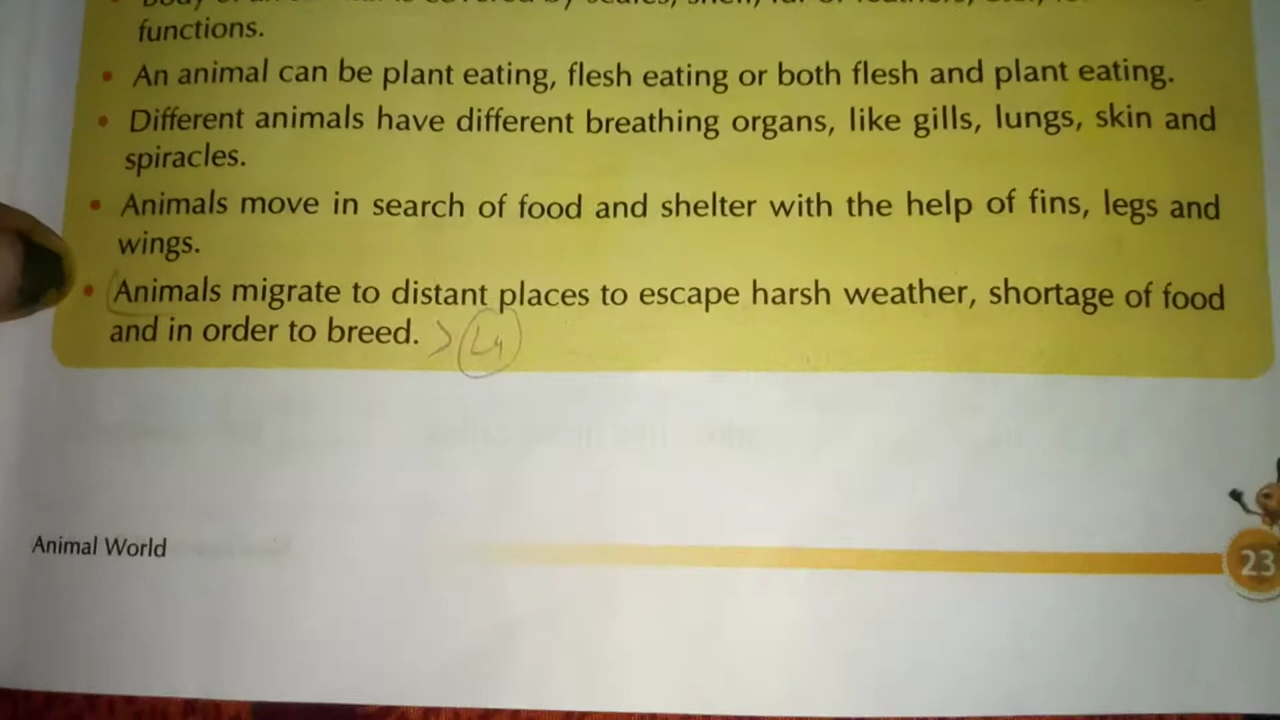 functions.
• An animal can be plant eating, flesh eating or both flesh and plant eating.
• Different animals have different breathing organs, like gills, lungs, skin and
spiracles.
• Animals move in search of food and shelter with the help of fins, legs and
wings.
• Animals migrate to distant places to escape harsh weather, shortage of food
and in order to breed.
Animal World
23